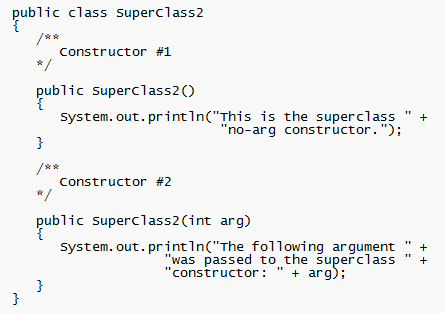 public class SuperClass2
{
/**
Constructor #1
*/
public SuperClass2()
{
System.out.println("This is the superclass " +
"no-arg constructor.");
}
/**
Constructor #2
*/
public SuperClass2(int arg)
{
System.out.println("The following argument " +
"was passed to the superclass " +
"constructor: " + arg);
}
}